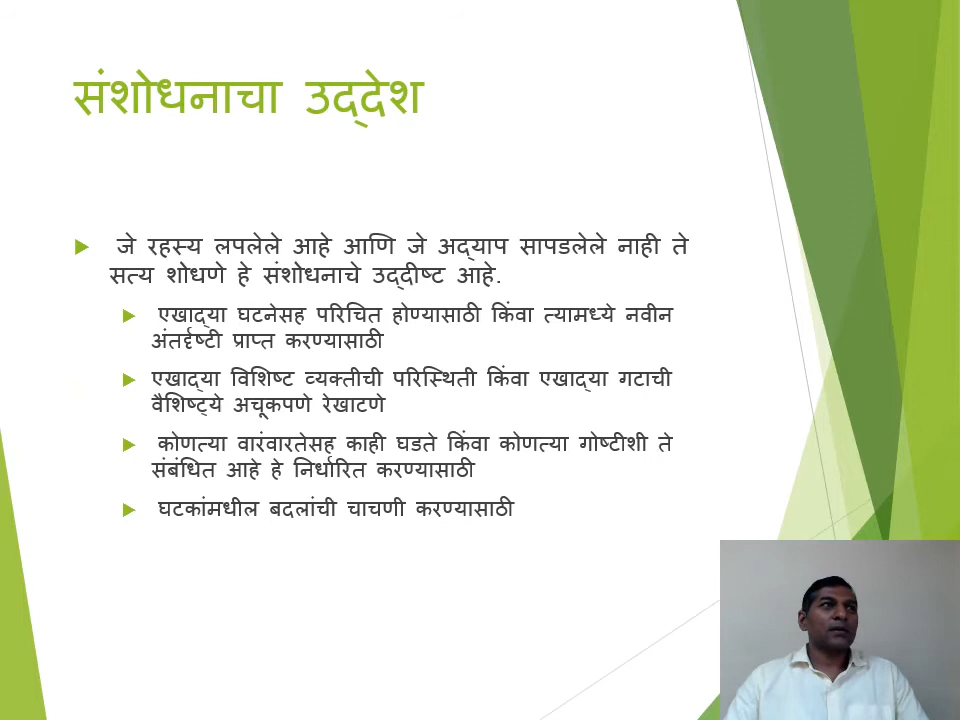 संशोधनाचा उद्देश
जे रहस्य लपलेले आहे आणि जे अद्याप सापडलेले नाही ते
सत्य शोधणे हे संशोधनाचे उद्दीष्ट आहे.
एखाद्या घटनेसह परिचित होण्यासाठी किंवा त्यामध्ये नवीन
अंतर्दृष्टी प्राप्त करण्यासाठी
एखाद्या विशिष्ट व्यक्तीची परिस्थिती किंवा एखाद्या गटाची
वैशिष्ट्ये अचूकपणे रेखाटणे
कोणत्या वारंवारतेसह काही घडते किंवा कोणत्या गोष्टीशी ते
संबंधित आहे हे निर्धारित करण्यासाठी
घटकांमधील बदलांची चाचणी करण्यासाठी